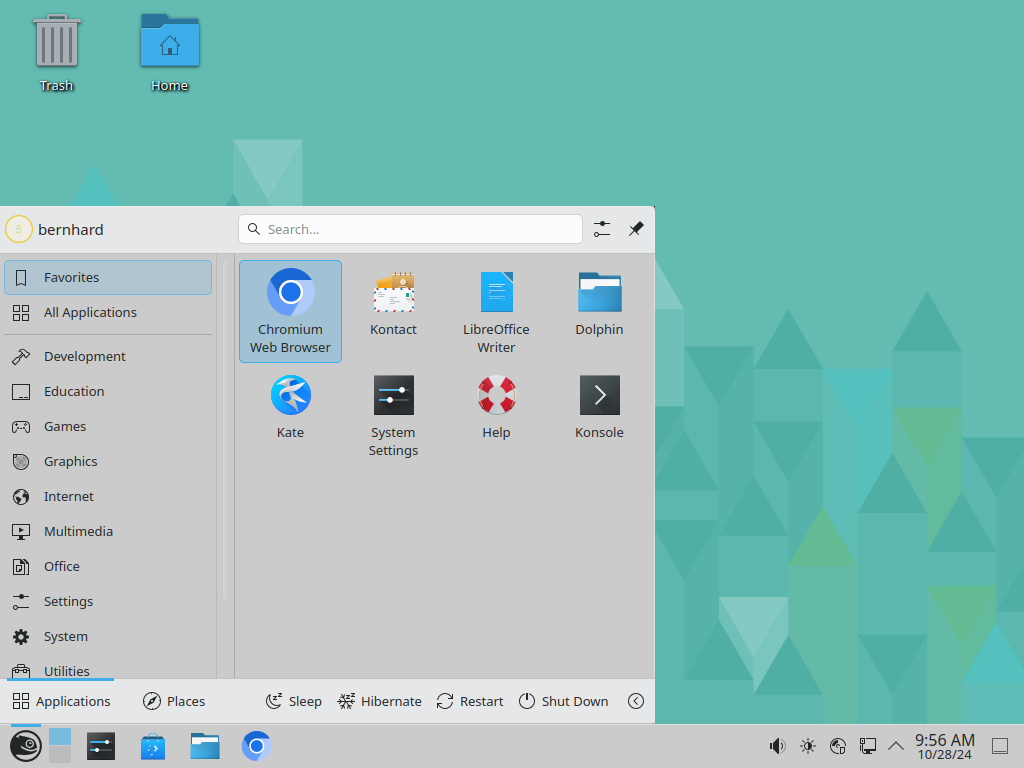 Trash
Home
B
bernhard
Search...
Favorites
All Applications
Development
Education
Games
Graphics
Internet
Multimedia
Office
Settings
System
Utilities
Chromium
Web Browser
Kontact
LibreOffice
Writer
Dolphin
Kate
System
Settings
Help
Konsole
Applications
Places
Sleep
Hibernate
Restart
Shut Down
9:56 AM
10/28/24